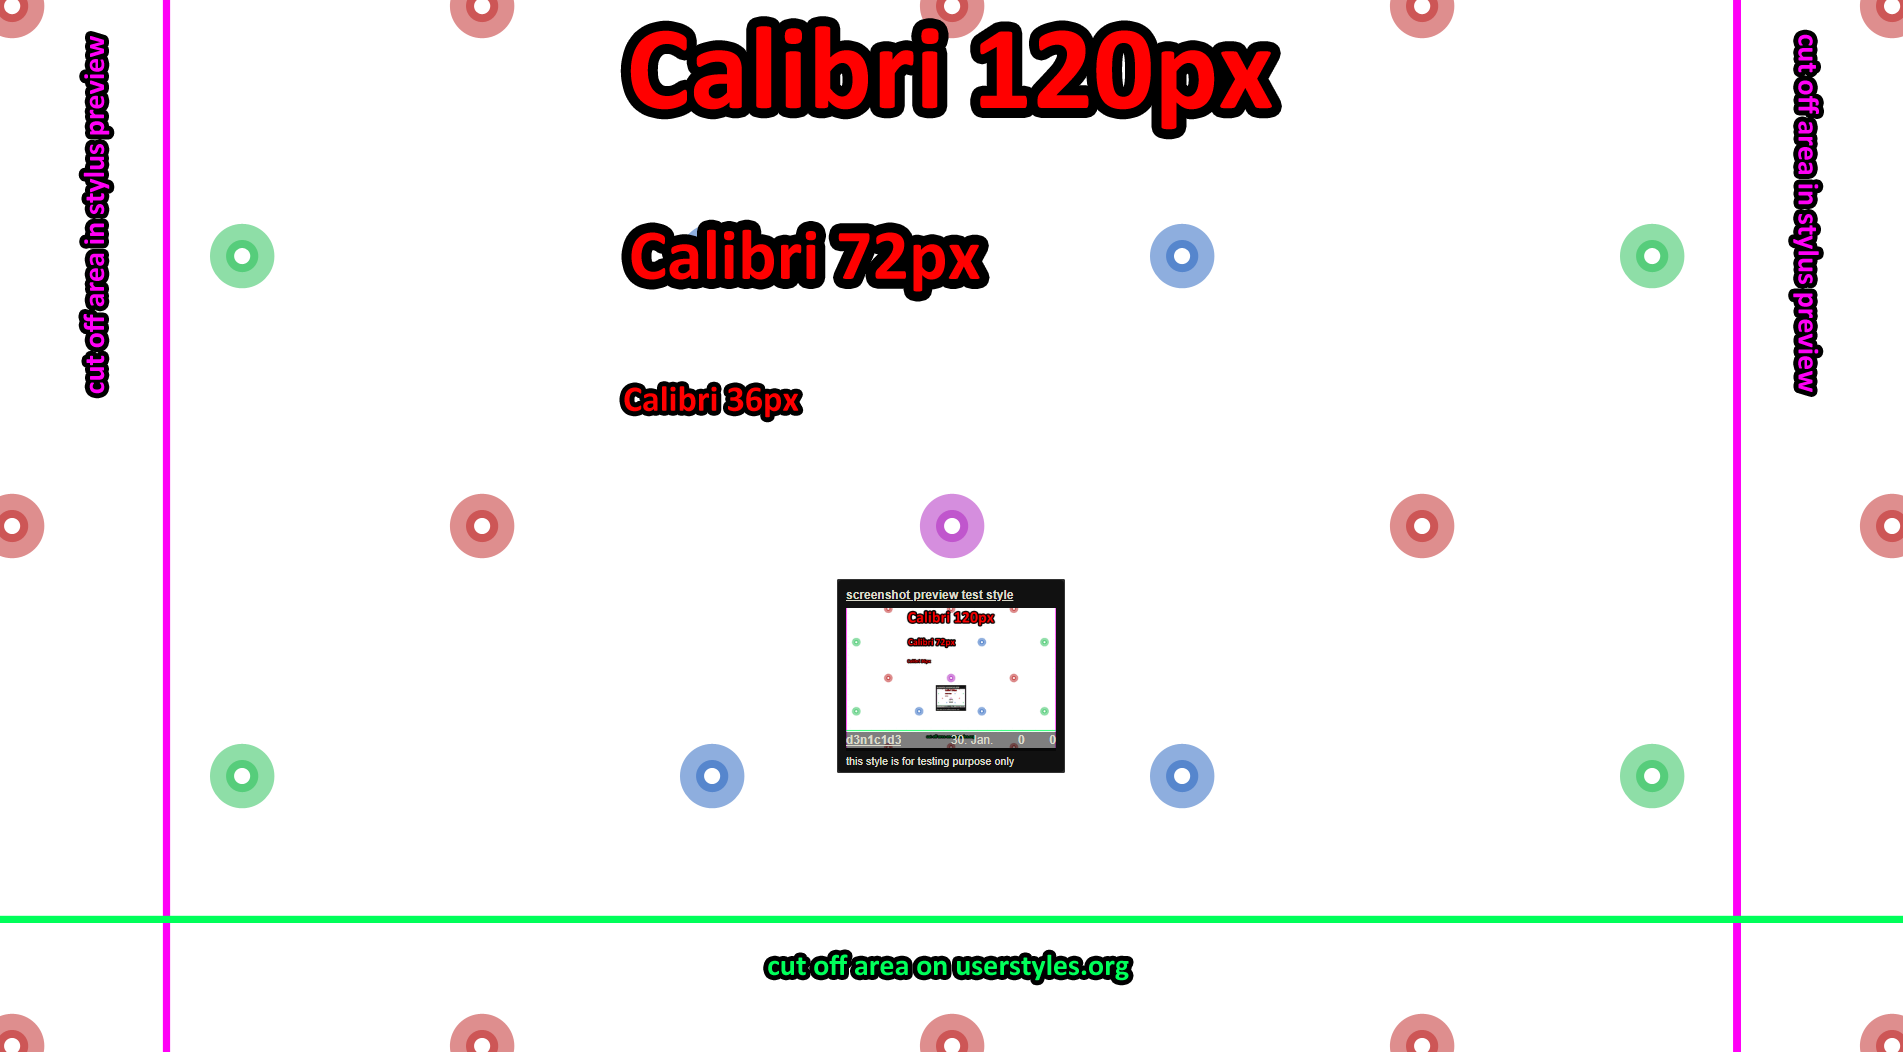 Calibri 120px
cut off area in stylus preview
cut off area in stylus preview
Calibri 72px
Calibri 36px
screenshot preview test style
Calibri 120px
Calibri 72px
d3n1c1d3 30. Jan. 0 0
this style is for testing purpose only
cut off area on userstyles.org